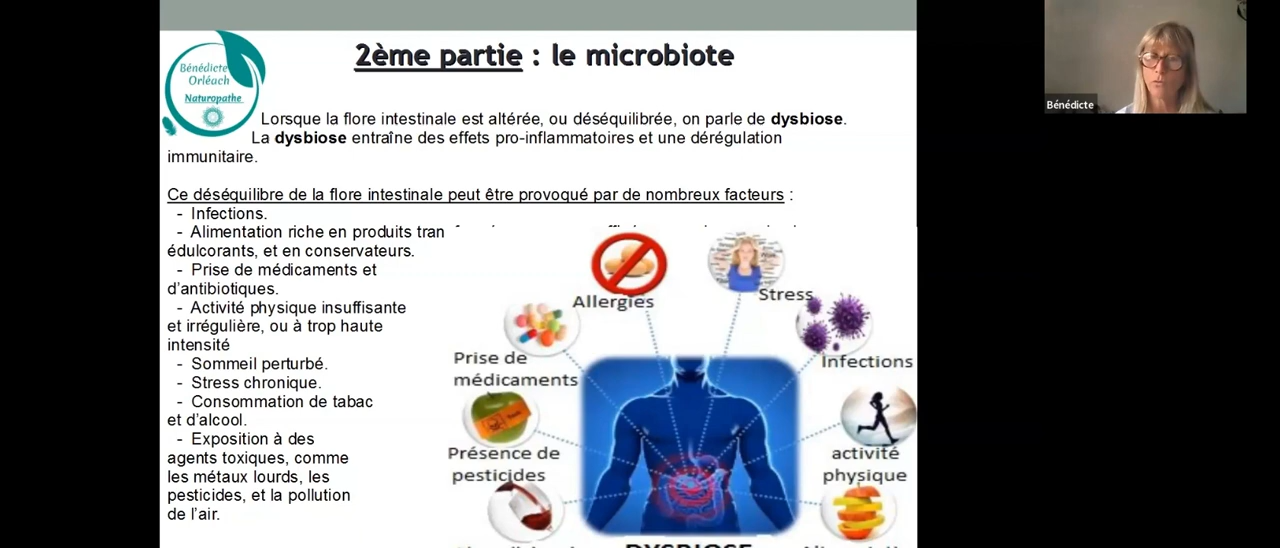 2ème partie : le microbiote
Bénédicte
Orléach
Naturopathe
Bénédicte
Lorsque la flore intestinale est altérée, ou déséquilibrée, on parle de dysbiose.
La dysbiose entraîne des effets pro-inflammatoires et une dérégulation
immunitaire.
Ce déséquilibre de la flore intestinale peut être provoqué par de nombreux facteurs :
- Infections.
- Alimentation riche en produits tran
édulcorants, et en conservateurs.
- Prise de médicaments et
d'antibiotiques.
- Activité physique insuffisante
et irrégulière, ou à trop haute
intensité
- Sommeil perturbé.
- Stress chronique.
- Consommation de tabac
et d'alcool.
- Exposition à des
agents toxiques, comme
les métaux lourds, les
pesticides, et la pollution
de l'air.
Allergies
Stress
Prise de
médicaments
Infections
Présence de
pesticides
activité
physique
DYSBIOSE